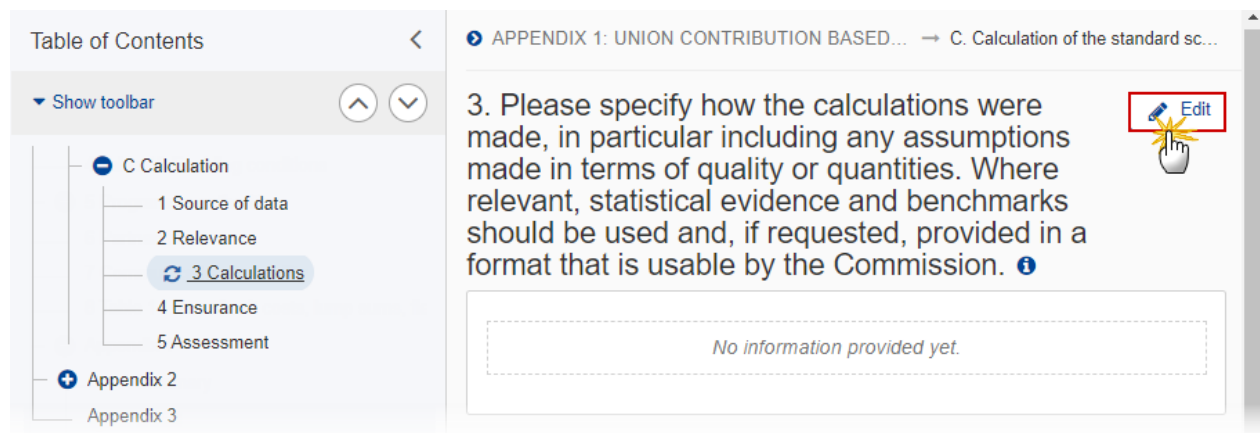 Table of Contents
Show toolbar
C Calculation
1 Source of data
2 Relevance
3 Calculations
4 Ensurance
5 Assessment
Appendix 2
Appendix 3
APPENDIX 1: UNION CONTRIBUTION BASED... → C. Calculation of the standard sc...
3. Please specify how the calculations were
made, in particular including any assumptions
made in terms of quality or quantities. Where
relevant, statistical evidence and benchmarks
should be used and, if requested, provided in a
format that is usable by the Commission.
Edit
No information provided yet.